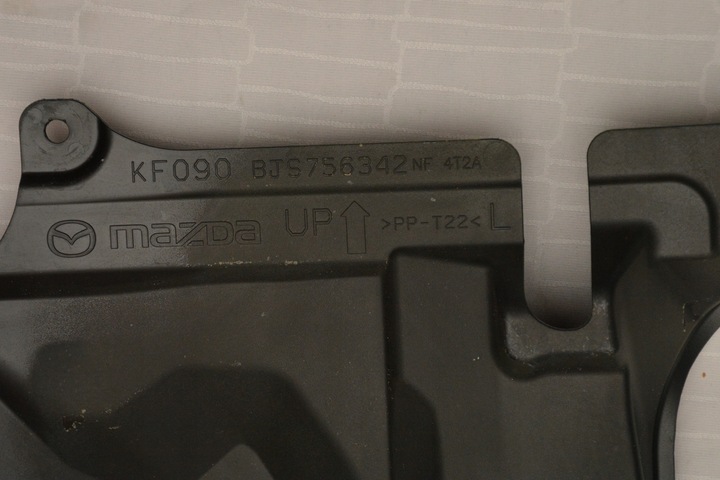 KF090 BJS756342 NF 4T2A
mazda UP >PP-T22< L